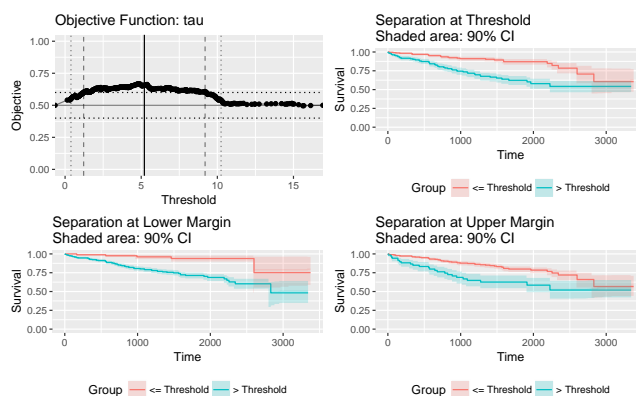 Objective Function: tau
1.00
0.75
0.50
0.25
0.00
Objective
0
5
10
15
Threshold
Separation at Threshold
Shaded area: 90% CI
1.00
0.75
0.50
0.25
0.00
Survival
0
1000
2000
3000
Time
Group <= Threshold > Threshold
Separation at Lower Margin
Shaded area: 90% CI
1.00
0.75
0.50
0.25
0.00
Survival
0
1000
2000
3000
Time
Group <= Threshold > Threshold
Separation at Upper Margin
Shaded area: 90% CI
1.00
0.75
0.50
0.25
0.00
Survival
0
1000
2000
3000
Time
Group <= Threshold > Threshold